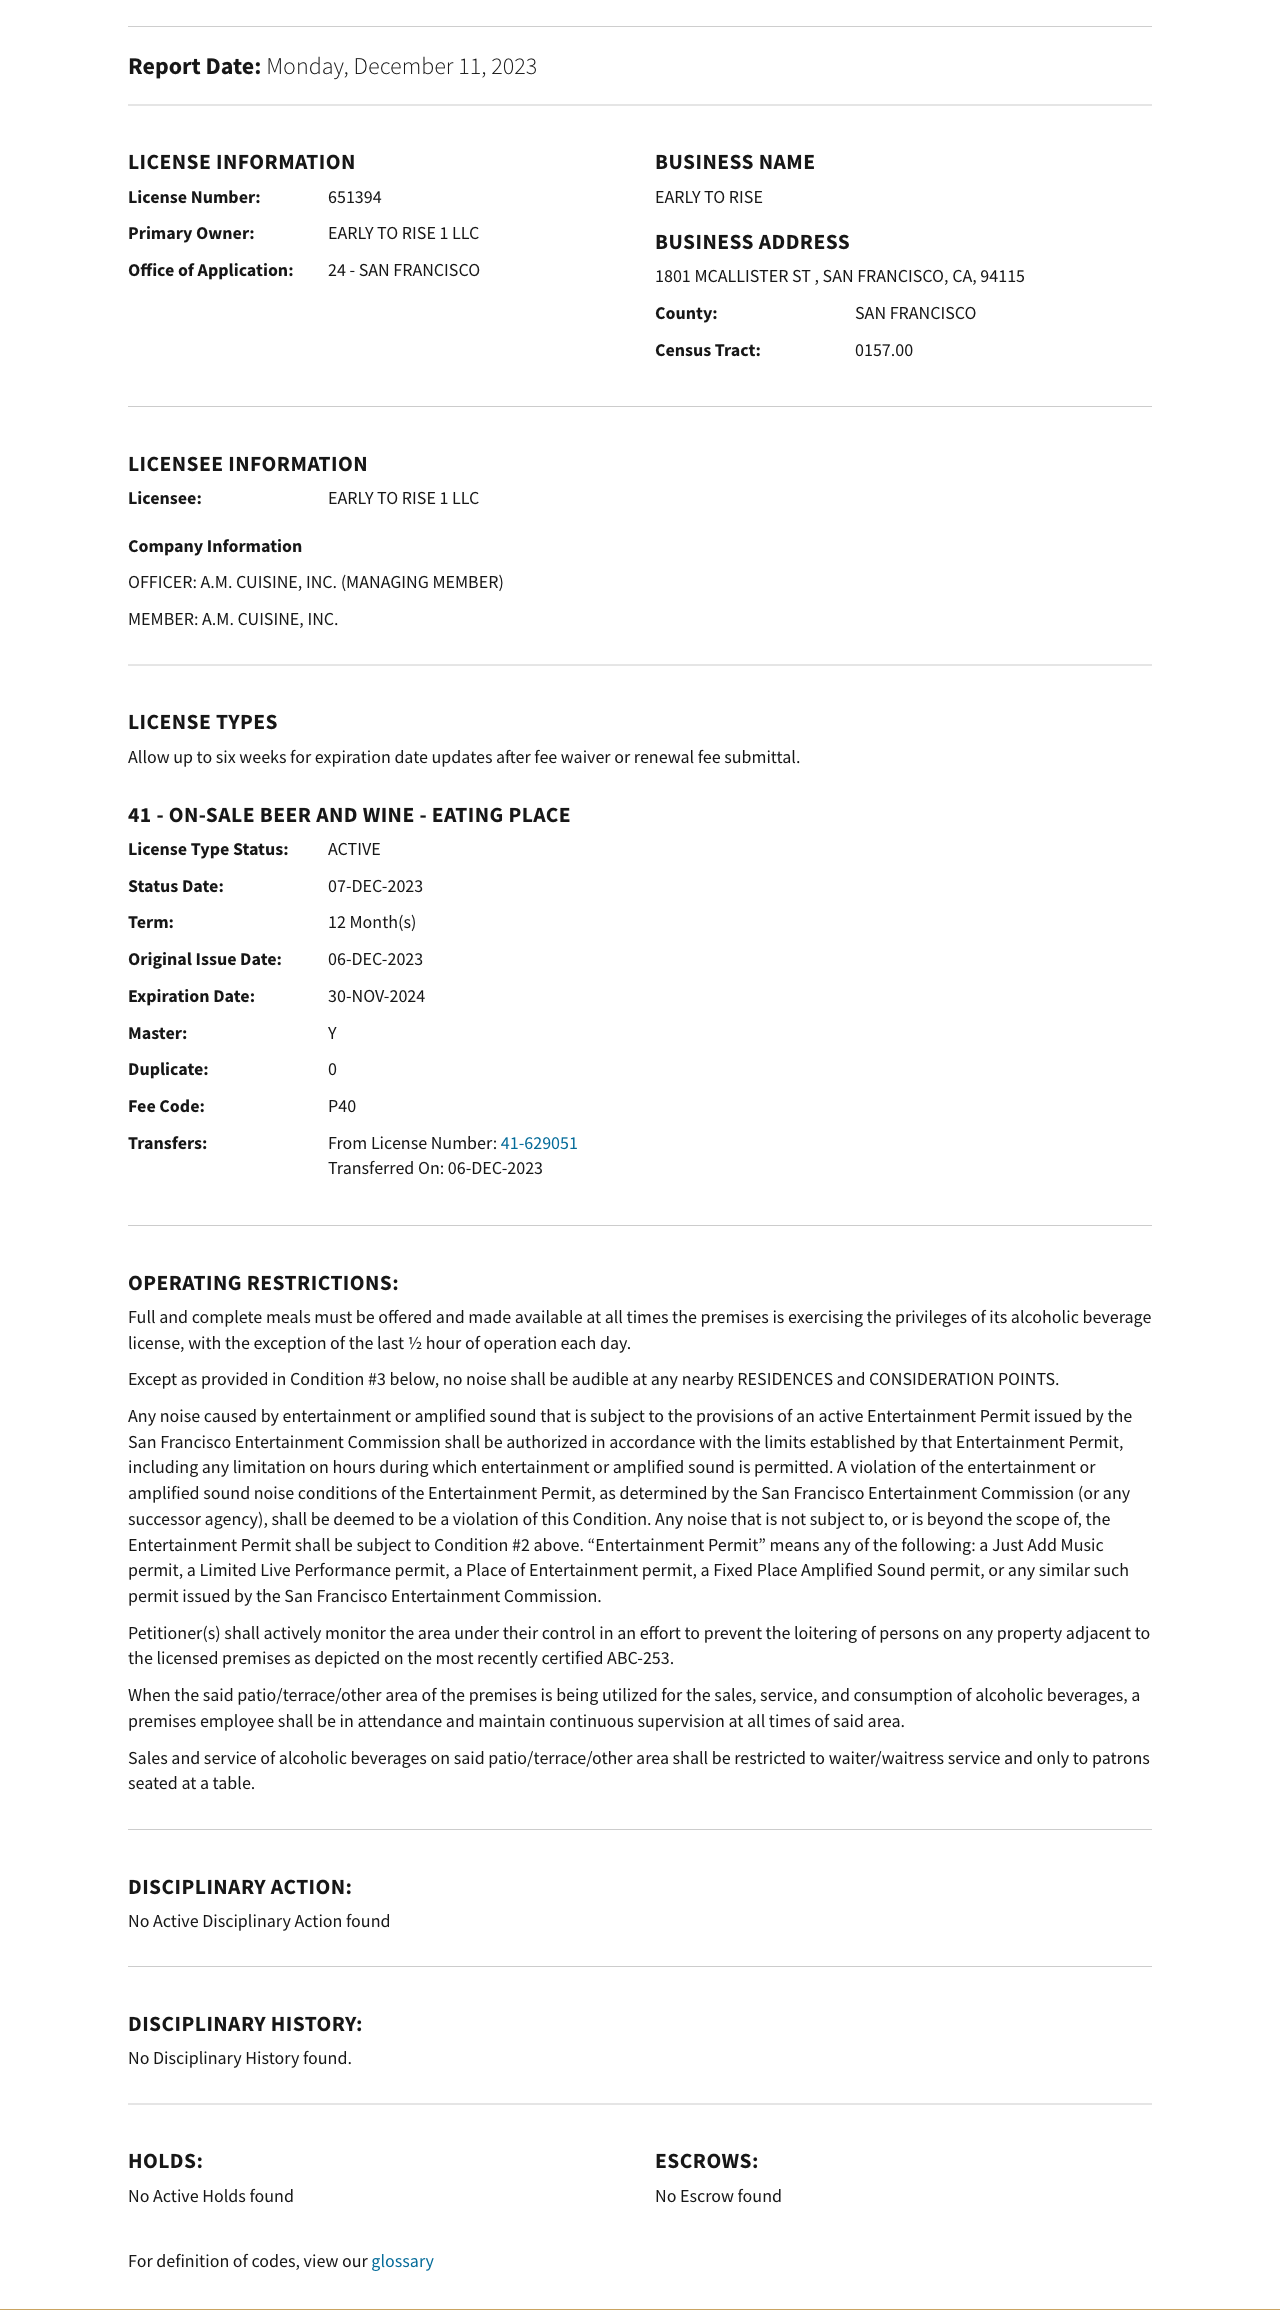 Report Date: Monday, December 11, 2023
LICENSE INFORMATION
License Number: 651394
Primary Owner: EARLY TO RISE 1 LLC
Office of Application: 24 - SAN FRANCISCO
BUSINESS NAME
EARLY TO RISE
BUSINESS ADDRESS
1801 MCALLISTER ST , SAN FRANCISCO, CA, 94115
County: SAN FRANCISCO
Census Tract: 0157.00
LICENSEE INFORMATION
Licensee: EARLY TO RISE 1 LLC
Company Information
OFFICER: A.M. CUISINE, INC. (MANAGING MEMBER)
MEMBER: A.M. CUISINE, INC.
LICENSE TYPES
Allow up to six weeks for expiration date updates after fee waiver or renewal fee submittal.
41 - ON-SALE BEER AND WINE - EATING PLACE
License Type Status: ACTIVE
Status Date: 07-DEC-2023
Term: 12 Month(s)
Original Issue Date: 06-DEC-2023
Expiration Date: 30-NOV-2024
Master: Y
Duplicate: 0
Fee Code: P40
Transfers: From License Number: 41-629051
Transferred On: 06-DEC-2023
OPERATING RESTRICTIONS:
Full and complete meals must be offered and made available at all times the premises is exercising the privileges of its alcoholic beverage
license, with the exception of the last ½ hour of operation each day.
Except as provided in Condition #3 below, no noise shall be audible at any nearby RESIDENCES and CONSIDERATION POINTS.
Any noise caused by entertainment or amplified sound that is subject to the provisions of an active Entertainment Permit issued by the
San Francisco Entertainment Commission shall be authorized in accordance with the limits established by that Entertainment Permit,
including any limitation on hours during which entertainment or amplified sound is permitted. A violation of the entertainment or
amplified sound noise conditions of the Entertainment Permit, as determined by the San Francisco Entertainment Commission (or any
successor agency), shall be deemed to be a violation of this Condition. Any noise that is not subject to, or is beyond the scope of, the
Entertainment Permit shall be subject to Condition #2 above. “Entertainment Permit” means any of the following: a Just Add Music
permit, a Limited Live Performance permit, a Place of Entertainment permit, a Fixed Place Amplified Sound permit, or any similar such
permit issued by the San Francisco Entertainment Commission.
Petitioner(s) shall actively monitor the area under their control in an effort to prevent the loitering of persons on any property adjacent to
the licensed premises as depicted on the most recently certified ABC-253.
When the said patio/terrace/other area of the premises is being utilized for the sales, service, and consumption of alcoholic beverages, a
premises employee shall be in attendance and maintain continuous supervision at all times of said area.
Sales and service of alcoholic beverages on said patio/terrace/other area shall be restricted to waiter/waitress service and only to patrons
seated at a table.
DISCIPLINARY ACTION:
No Active Disciplinary Action found
DISCIPLINARY HISTORY:
No Disciplinary History found.
HOLDS:
No Active Holds found
ESCROWS:
No Escrow found
For definition of codes, view our glossary